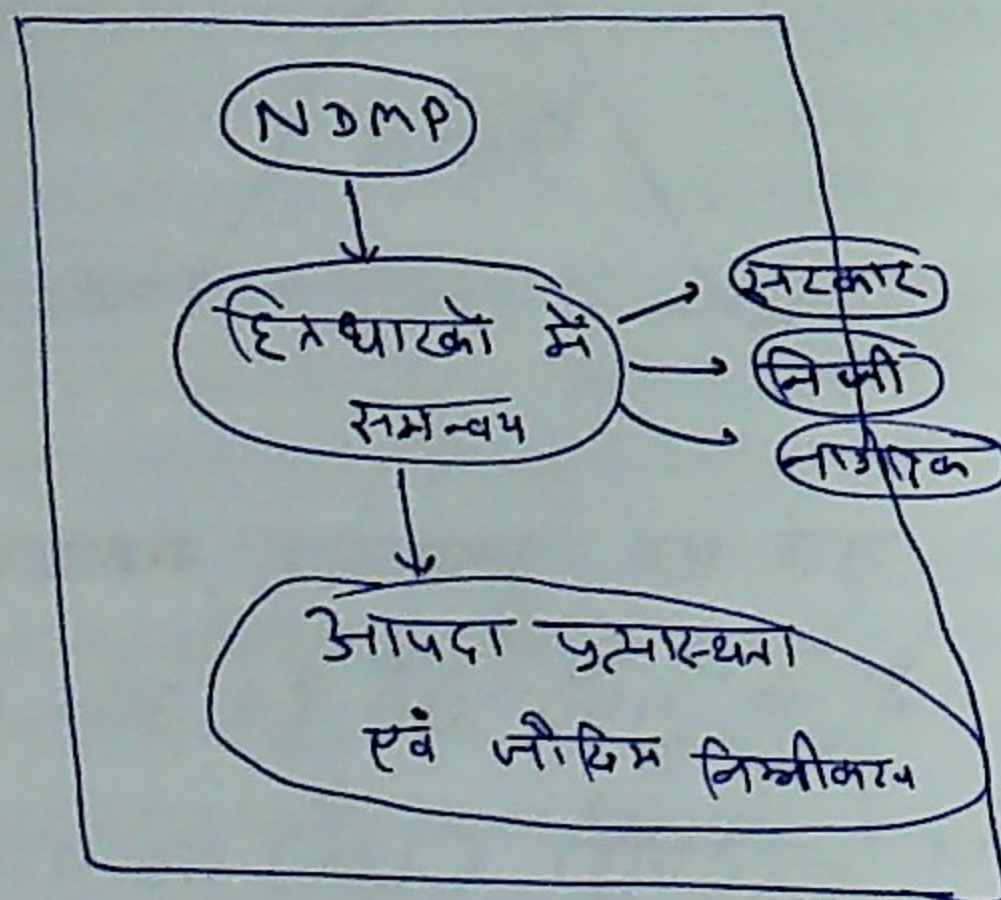 NDMP
हितधारकों में
समन्वय
सरकार
निजी
नागरिक
आपदा प्रत्यास्थता
एवं जोखिम निम्नीकरण